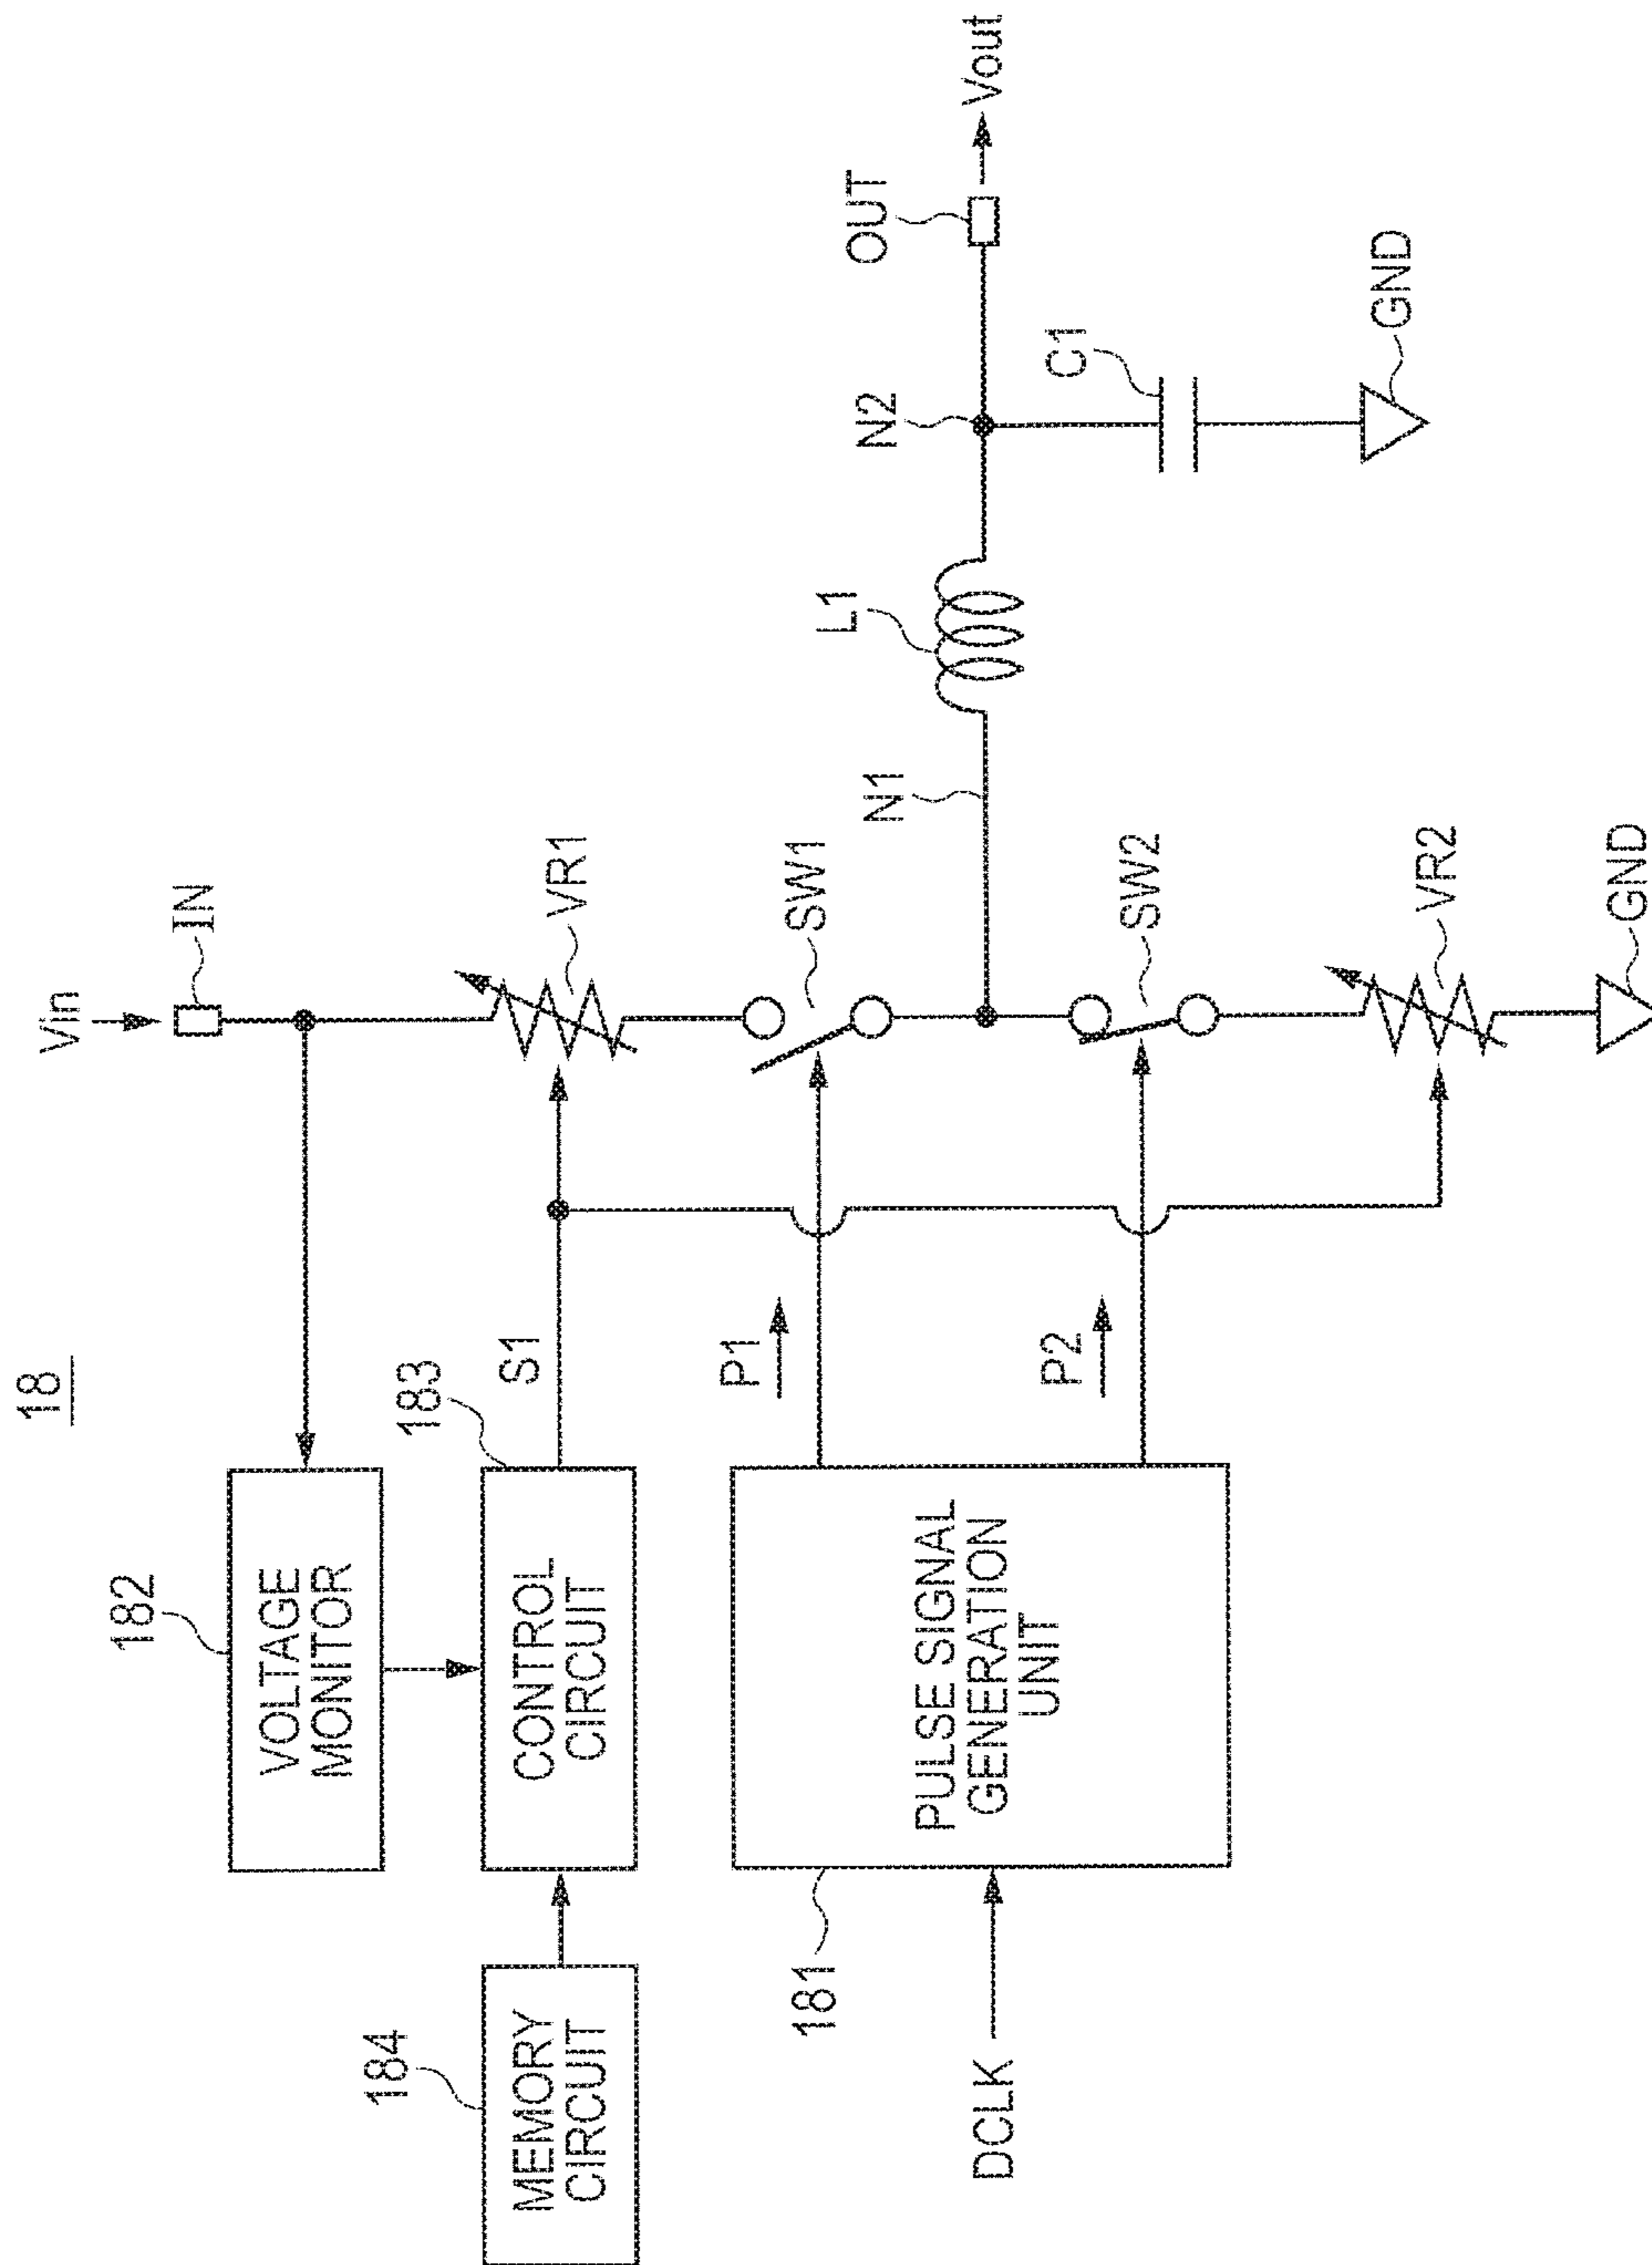 18
Vin
IN
182
VOLTAGE
MONITOR
184
MEMORY
CIRCUIT
183
CONTROL
CIRCUIT
S1
VR1
181
DCLK
PULSE SIGNAL
GENERATION
UNIT
P1
P2
SW1
N1
L1
N2
OUT
Vout
C1
GND
SW2
VR2
GND